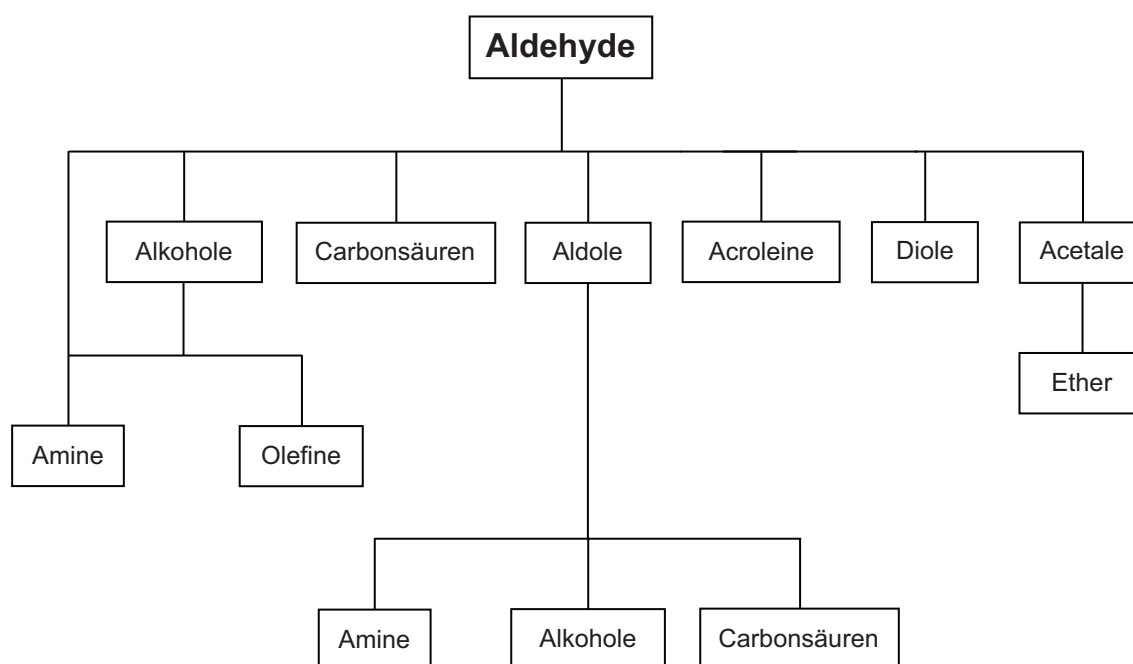 Aldehyde
Alkohole
Carbonsäuren
Aldole
Acroleine
Diole
Acetale
Ether
Amine
Olefine
Amine
Alkohole
Carbonsäuren